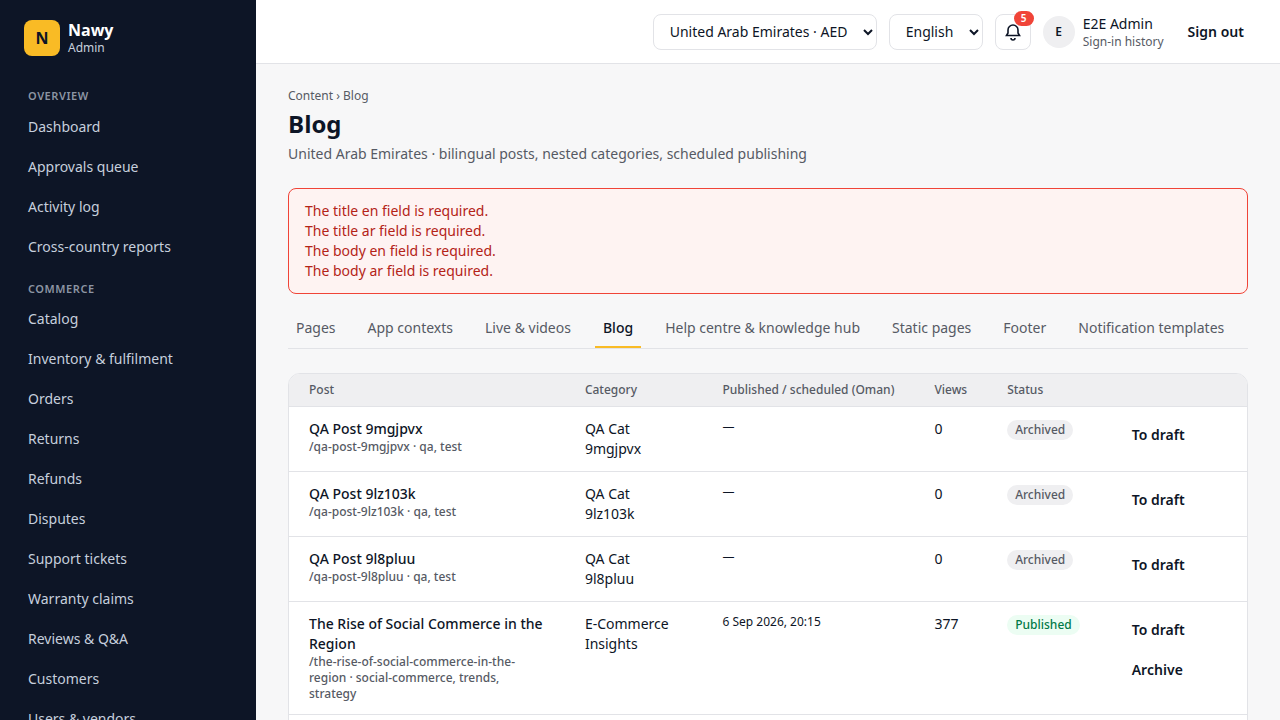 N
Nawy
Admin
United Arab Emirates · AED
English
5
E
E2E Admin
Sign-in history
Sign out
OVERVIEW
Dashboard
Approvals queue
Activity log
Cross-country reports
COMMERCE
Catalog
Inventory & fulfilment
Orders
Returns
Refunds
Disputes
Support tickets
Warranty claims
Reviews & Q&A
Customers
Users & vendors
Content › Blog
Blog
United Arab Emirates · bilingual posts, nested categories, scheduled publishing
The title en field is required.
The title ar field is required.
The body en field is required.
The body ar field is required.
Pages App contexts Live & videos Blog Help centre & knowledge hub Static pages Footer Notification templates
Post Category Published / scheduled (Oman) Views Status
QA Post 9mgjpvx
/qa-post-9mgjpvx · qa, test
QA Cat
9mgjpvx
—
0
Archived
To draft
QA Post 9lz103k
/qa-post-9lz103k · qa, test
QA Cat
9lz103k
—
0
Archived
To draft
QA Post 9l8pluu
/qa-post-9l8pluu · qa, test
QA Cat
9l8pluu
—
0
Archived
To draft
The Rise of Social Commerce in the
Region
/the-rise-of-social-commerce-in-the-
region · social-commerce, trends,
strategy
E-Commerce
Insights
6 Sep 2026, 20:15
377
Published
To draft
Archive